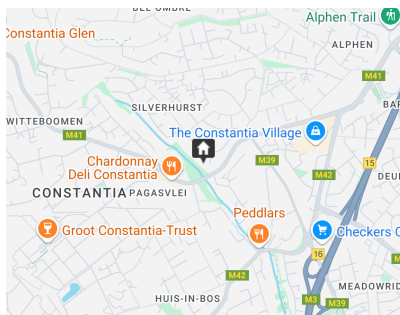 BEL OMBRE
Alphen Trail
Constantia Glen
ALPHEN
M41
SILVERHURST
BAR
WITTEBOOMEN
M41
The Constantia Village
Chardonnay
Deli Constantia
M39
15
M42
DEU
CONSTANTIA
PAGASVLEI
Peddlars
Groot Constantia-Trust
Checkers C
16
M42
MEADOWRID
HUIS-IN-BOS
M3
M39